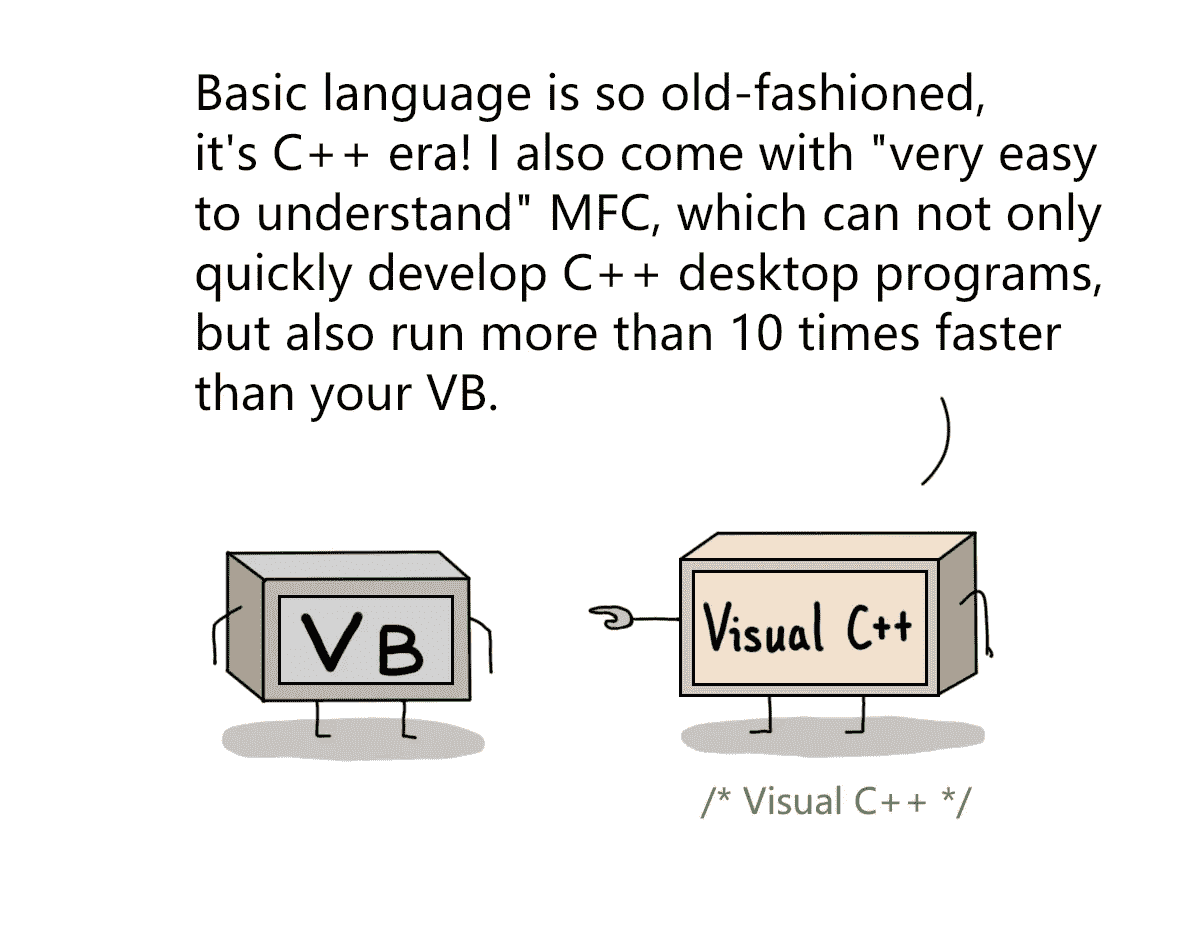 Basic language is so old-fashioned,
it's C++ era! I also come with "very easy
to understand" MFC, which can not only
quickly develop C++ desktop programs,
but also run more than 10 times faster
than your VB.
VB
Visual C++
/* Visual C++ */